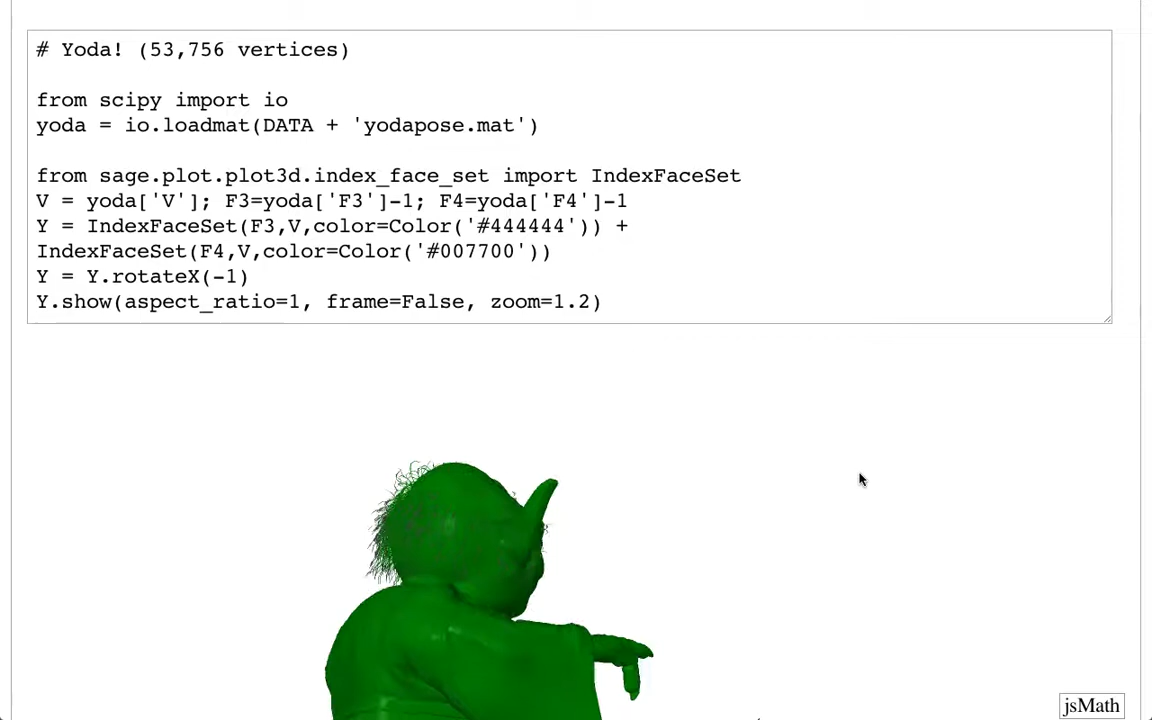 # Yoda! (53,756 vertices)
from scipy import io
yoda = io.loadmat(DATA + 'yodapose.mat')
from sage.plot.plot3d.index_face_set import IndexFaceSet
V = yoda['V']; F3=yoda['F3']-1; F4=yoda['F4']-1
Y = IndexFaceSet(F3,V,color=Color('#444444')) +
IndexFaceSet(F4,V,color=Color('#007700'))
Y = Y.rotateX(-1)
Y.show(aspect_ratio=1, frame=False, zoom=1.2)
jsMath